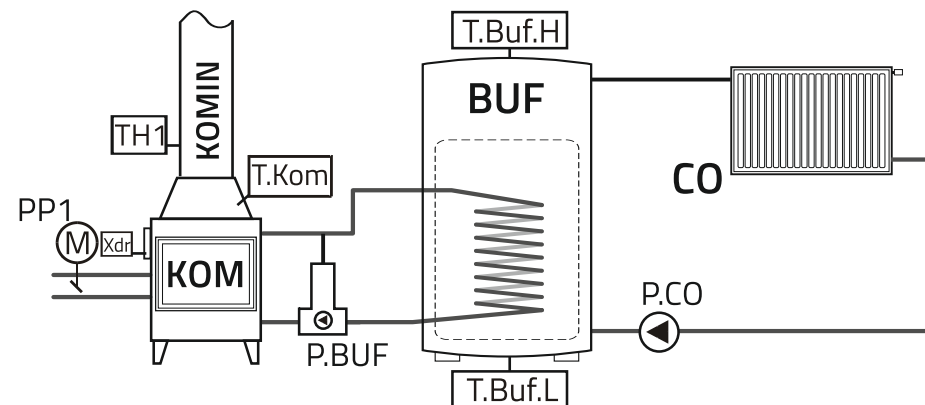 T.Buf.H
KOMIN
BUF
TH1
T.Kom
CO
PP1
M
Xdr
KOM
P.CO
P.BUF
T.Buf.L